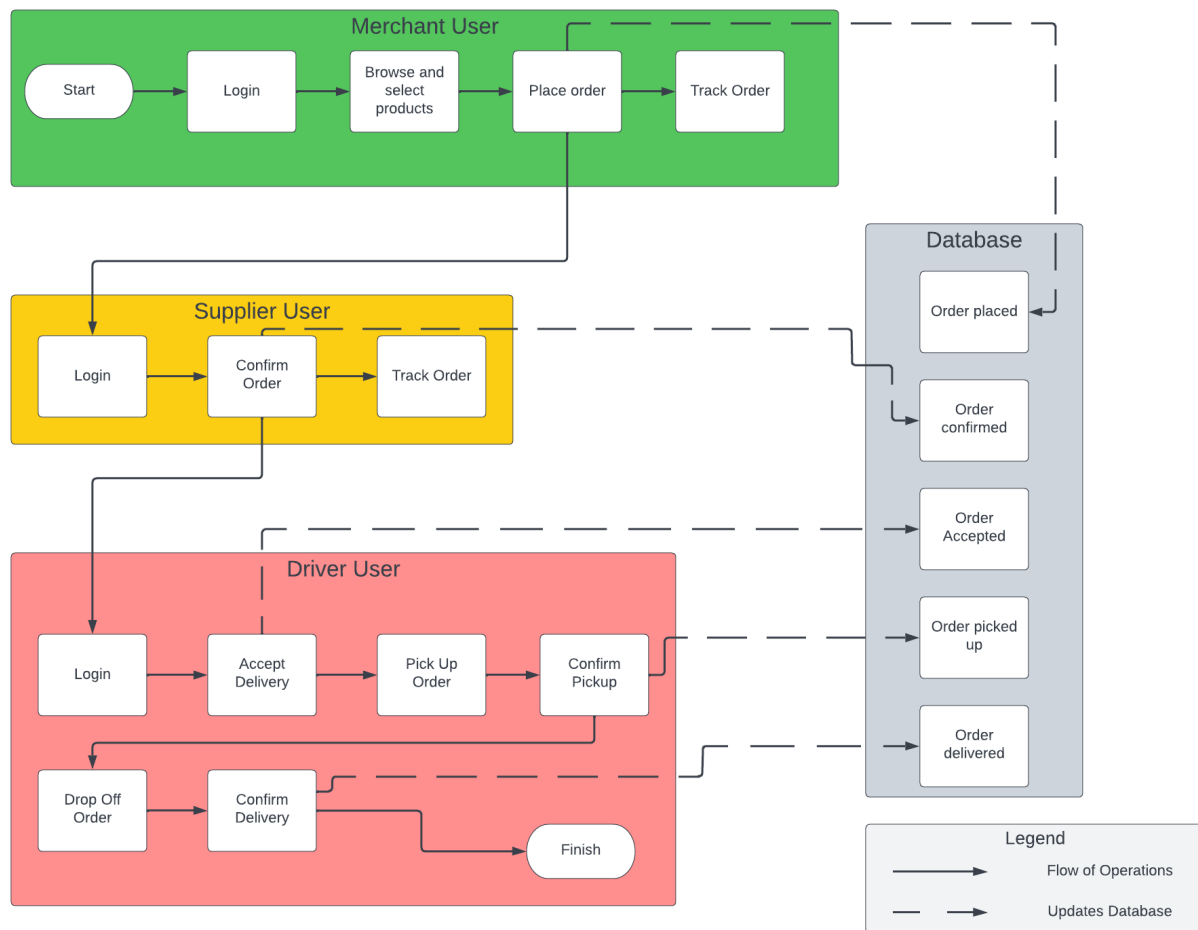 Merchant User
Start
Login
Browse and
select
products
Place order
Track Order
Database
Order placed
Order
confirmed
Order
Accepted
Order picked
up
Order
delivered
Supplier User
Login
Confirm
Order
Track Order
Driver User
Login
Accept
Delivery
Pick Up
Order
Confirm
Pickup
Drop Off
Order
Confirm
Delivery
Finish
Legend
Flow of Operations
Updates Database